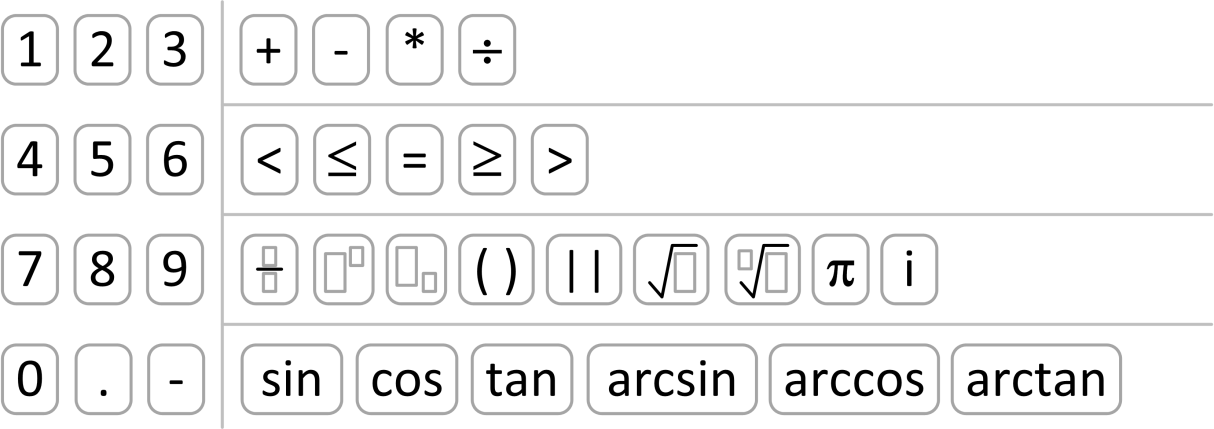 1 2 3 + - * ÷
4 5 6 < ≤ = ≥ >
7 8 9 ( ) | | √ √ π i
0 . - sin cos tan arcsin arccos arctan